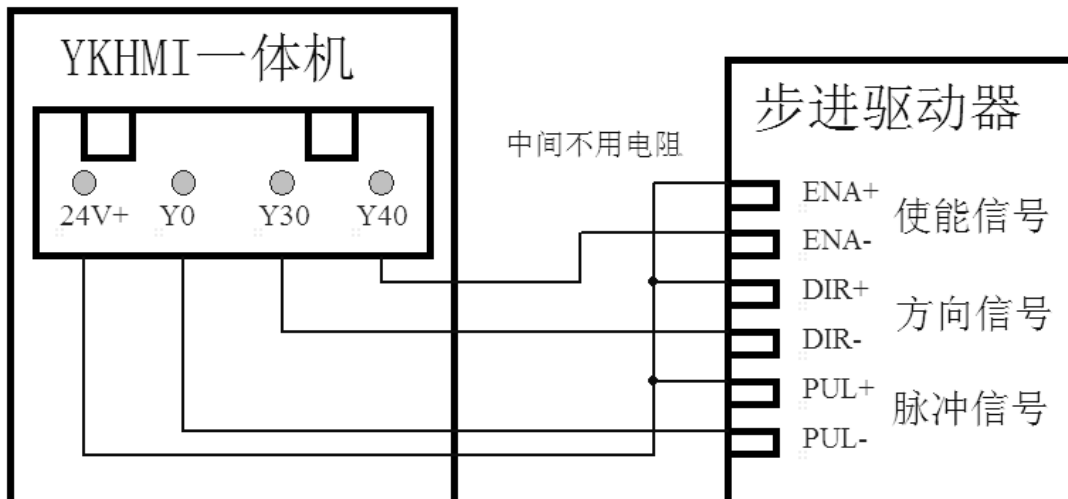 YKHMI一体机
24V+ Y0 Y30 Y40
中间不用电阻
步进驱动器
ENA+
ENA-
使能信号
DIR+
DIR-
方向信号
PUL+
PUL-
脉冲信号